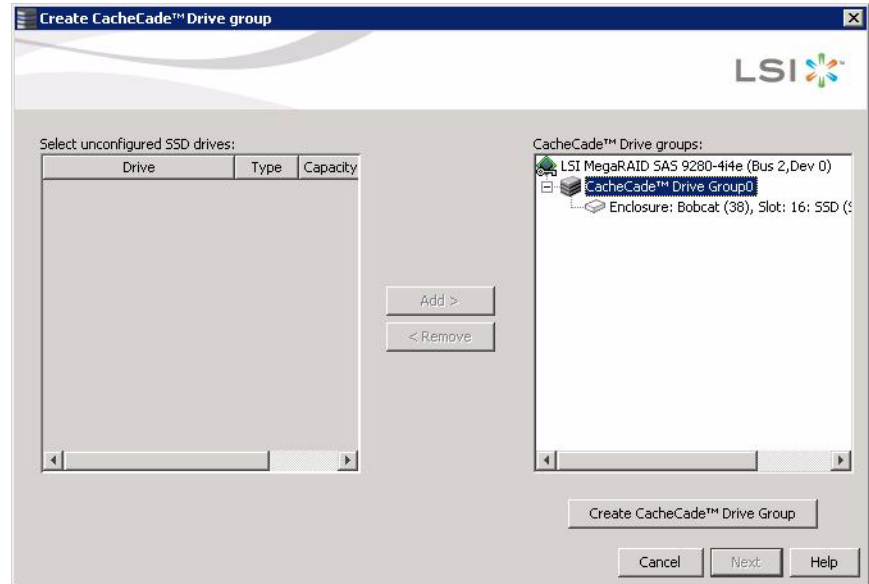 Create CacheCade™ Drive group
LSI
Select unconfigured SSD drives:
Drive Type Capacity
Add >
< Remove
CacheCade™ Drive groups:
LSI MegaRAID SAS 9280-4i4e (Bus 2,Dev 0)
CacheCade™ Drive Group0
Enclosure: Bobcat (38), Slot: 16: SSD (
Create CacheCade™ Drive Group
Cancel Next Help